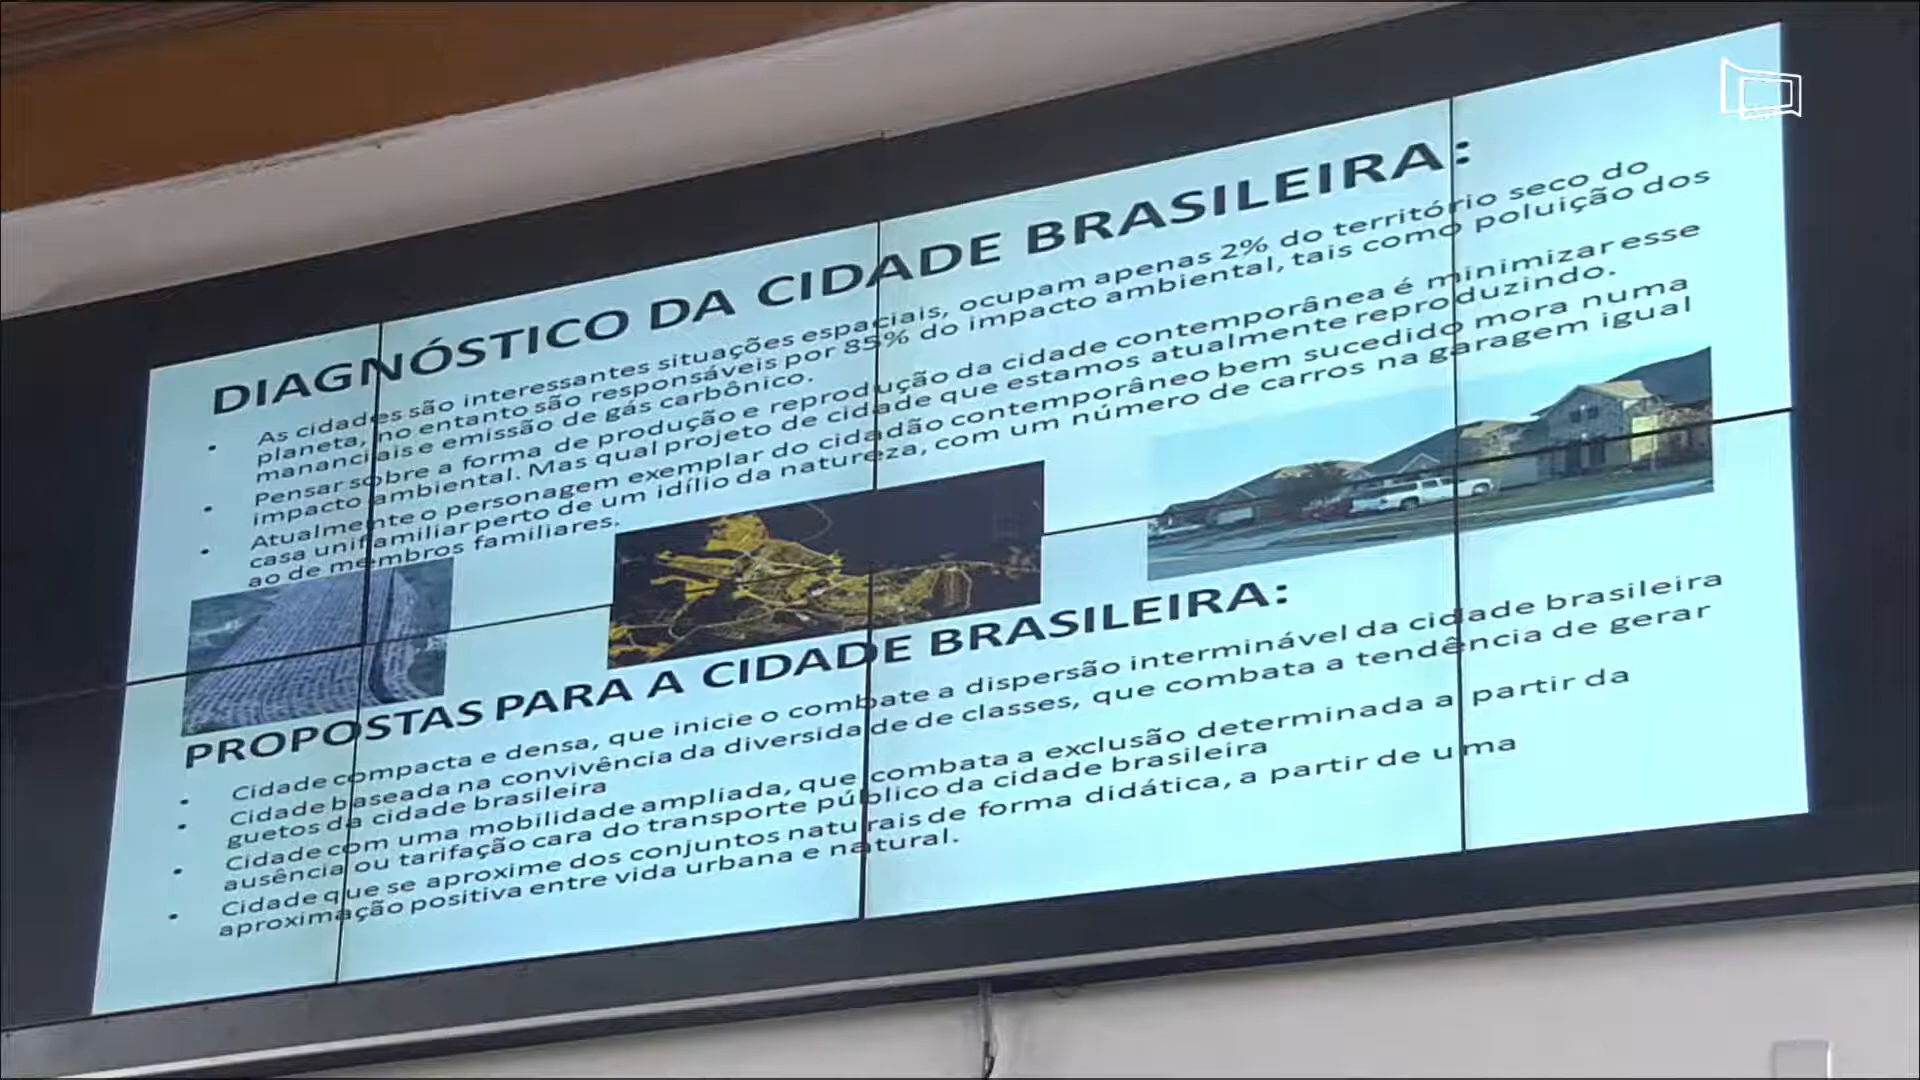 DIAGNÓSTICO DA CIDADE BRASILEIRA:
• As cidades são interessantes situações espaciais, ocupam apenas 2% do território seco do
planeta, no entanto são responsáveis por 85% do impacto ambiental, tais como poluição dos
mananciais e emissão de gás carbônico.
• Pensar sobre a forma de produção e reprodução da cidade contemporânea é minimizar esse
impacto ambiental. Mas qual projeto de cidade que estamos atualmente reproduzindo.
• Atualmente o personagem exemplar do cidadão contemporâneo bem sucedido mora numa
casa unifamiliar perto de um idílio da natureza, com um número de carros na garagem igual
ao de membros familiares.
PROPOSTAS PARA A CIDADE BRASILEIRA:
• Cidade compacta e densa, que inicie o combate a dispersão interminável da cidade brasileira
• Cidade baseada na convivência da diversidade de classes, que combata a tendência de gerar
guetos da cidade brasileira
• Cidade com uma mobilidade ampliada, que combata a exclusão determinada a partir da
ausência ou tarifação cara do transporte público da cidade brasileira
• Cidade que se aproxime dos conjuntos naturais de forma didática, a partir de uma
aproximação positiva entre vida urbana e natural.